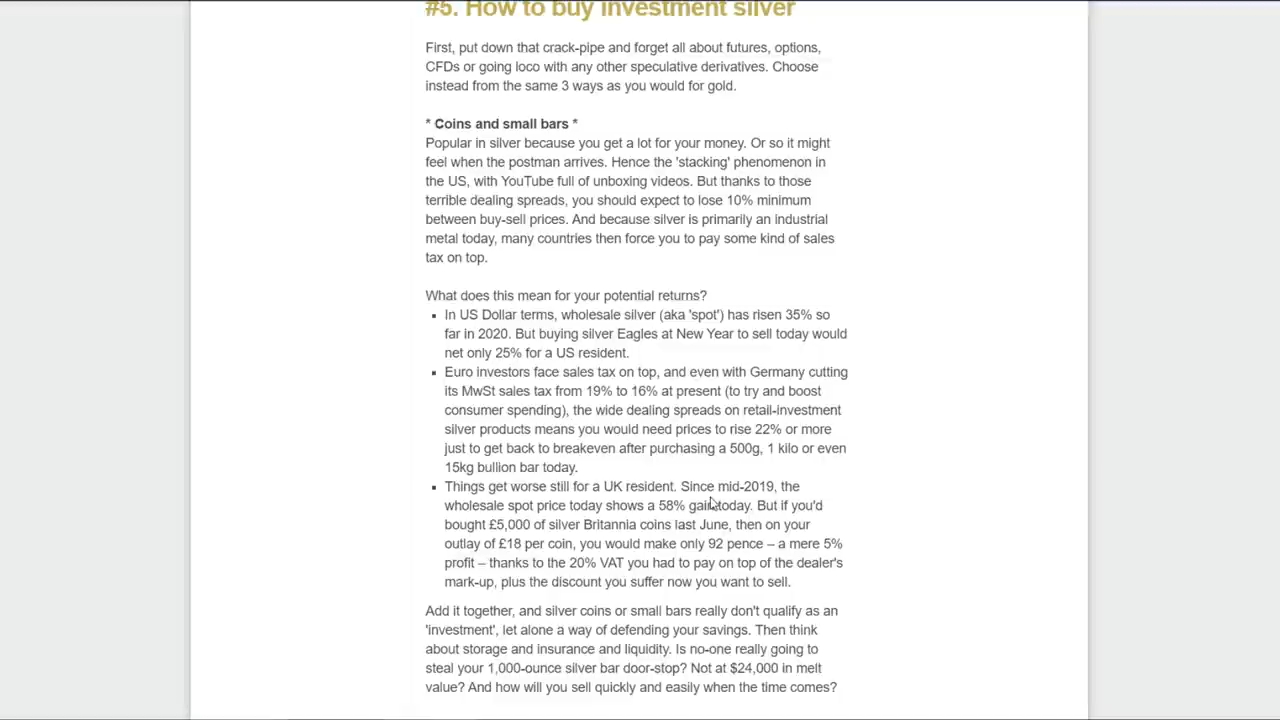 #5. How to buy investment silver
First, put down that crack-pipe and forget all about futures, options,
CFDs or going loco with any other speculative derivatives. Choose
instead from the same 3 ways as you would for gold.
* Coins and small bars *
Popular in silver because you get a lot for your money. Or so it might
feel when the postman arrives. Hence the 'stacking' phenomenon in
the US, with YouTube full of unboxing videos. But thanks to those
terrible dealing spreads, you should expect to lose 10% minimum
between buy-sell prices. And because silver is primarily an industrial
metal today, many countries then force you to pay some kind of sales
tax on top.
What does this mean for your potential returns?
▪ In US Dollar terms, wholesale silver (aka 'spot') has risen 35% so
far in 2020. But buying silver Eagles at New Year to sell today would
net only 25% for a US resident.
▪ Euro investors face sales tax on top, and even with Germany cutting
its MwSt sales tax from 19% to 16% at present (to try and boost
consumer spending), the wide dealing spreads on retail-investment
silver products means you would need prices to rise 22% or more
just to get back to breakeven after purchasing a 500g, 1 kilo or even
15kg bullion bar today.
▪ Things get worse still for a UK resident. Since mid-2019, the
wholesale spot price today shows a 58% gain today. But if you'd
bought £5,000 of silver Britannia coins last June, then on your
outlay of £18 per coin, you would make only 92 pence – a mere 5%
profit – thanks to the 20% VAT you had to pay on top of the dealer's
mark-up, plus the discount you suffer now you want to sell.
Add it together, and silver coins or small bars really don't qualify as an
'investment', let alone a way of defending your savings. Then think
about storage and insurance and liquidity. Is no-one really going to
steal your 1,000-ounce silver bar door-stop? Not at $24,000 in melt
value? And how will you sell quickly and easily when the time comes?